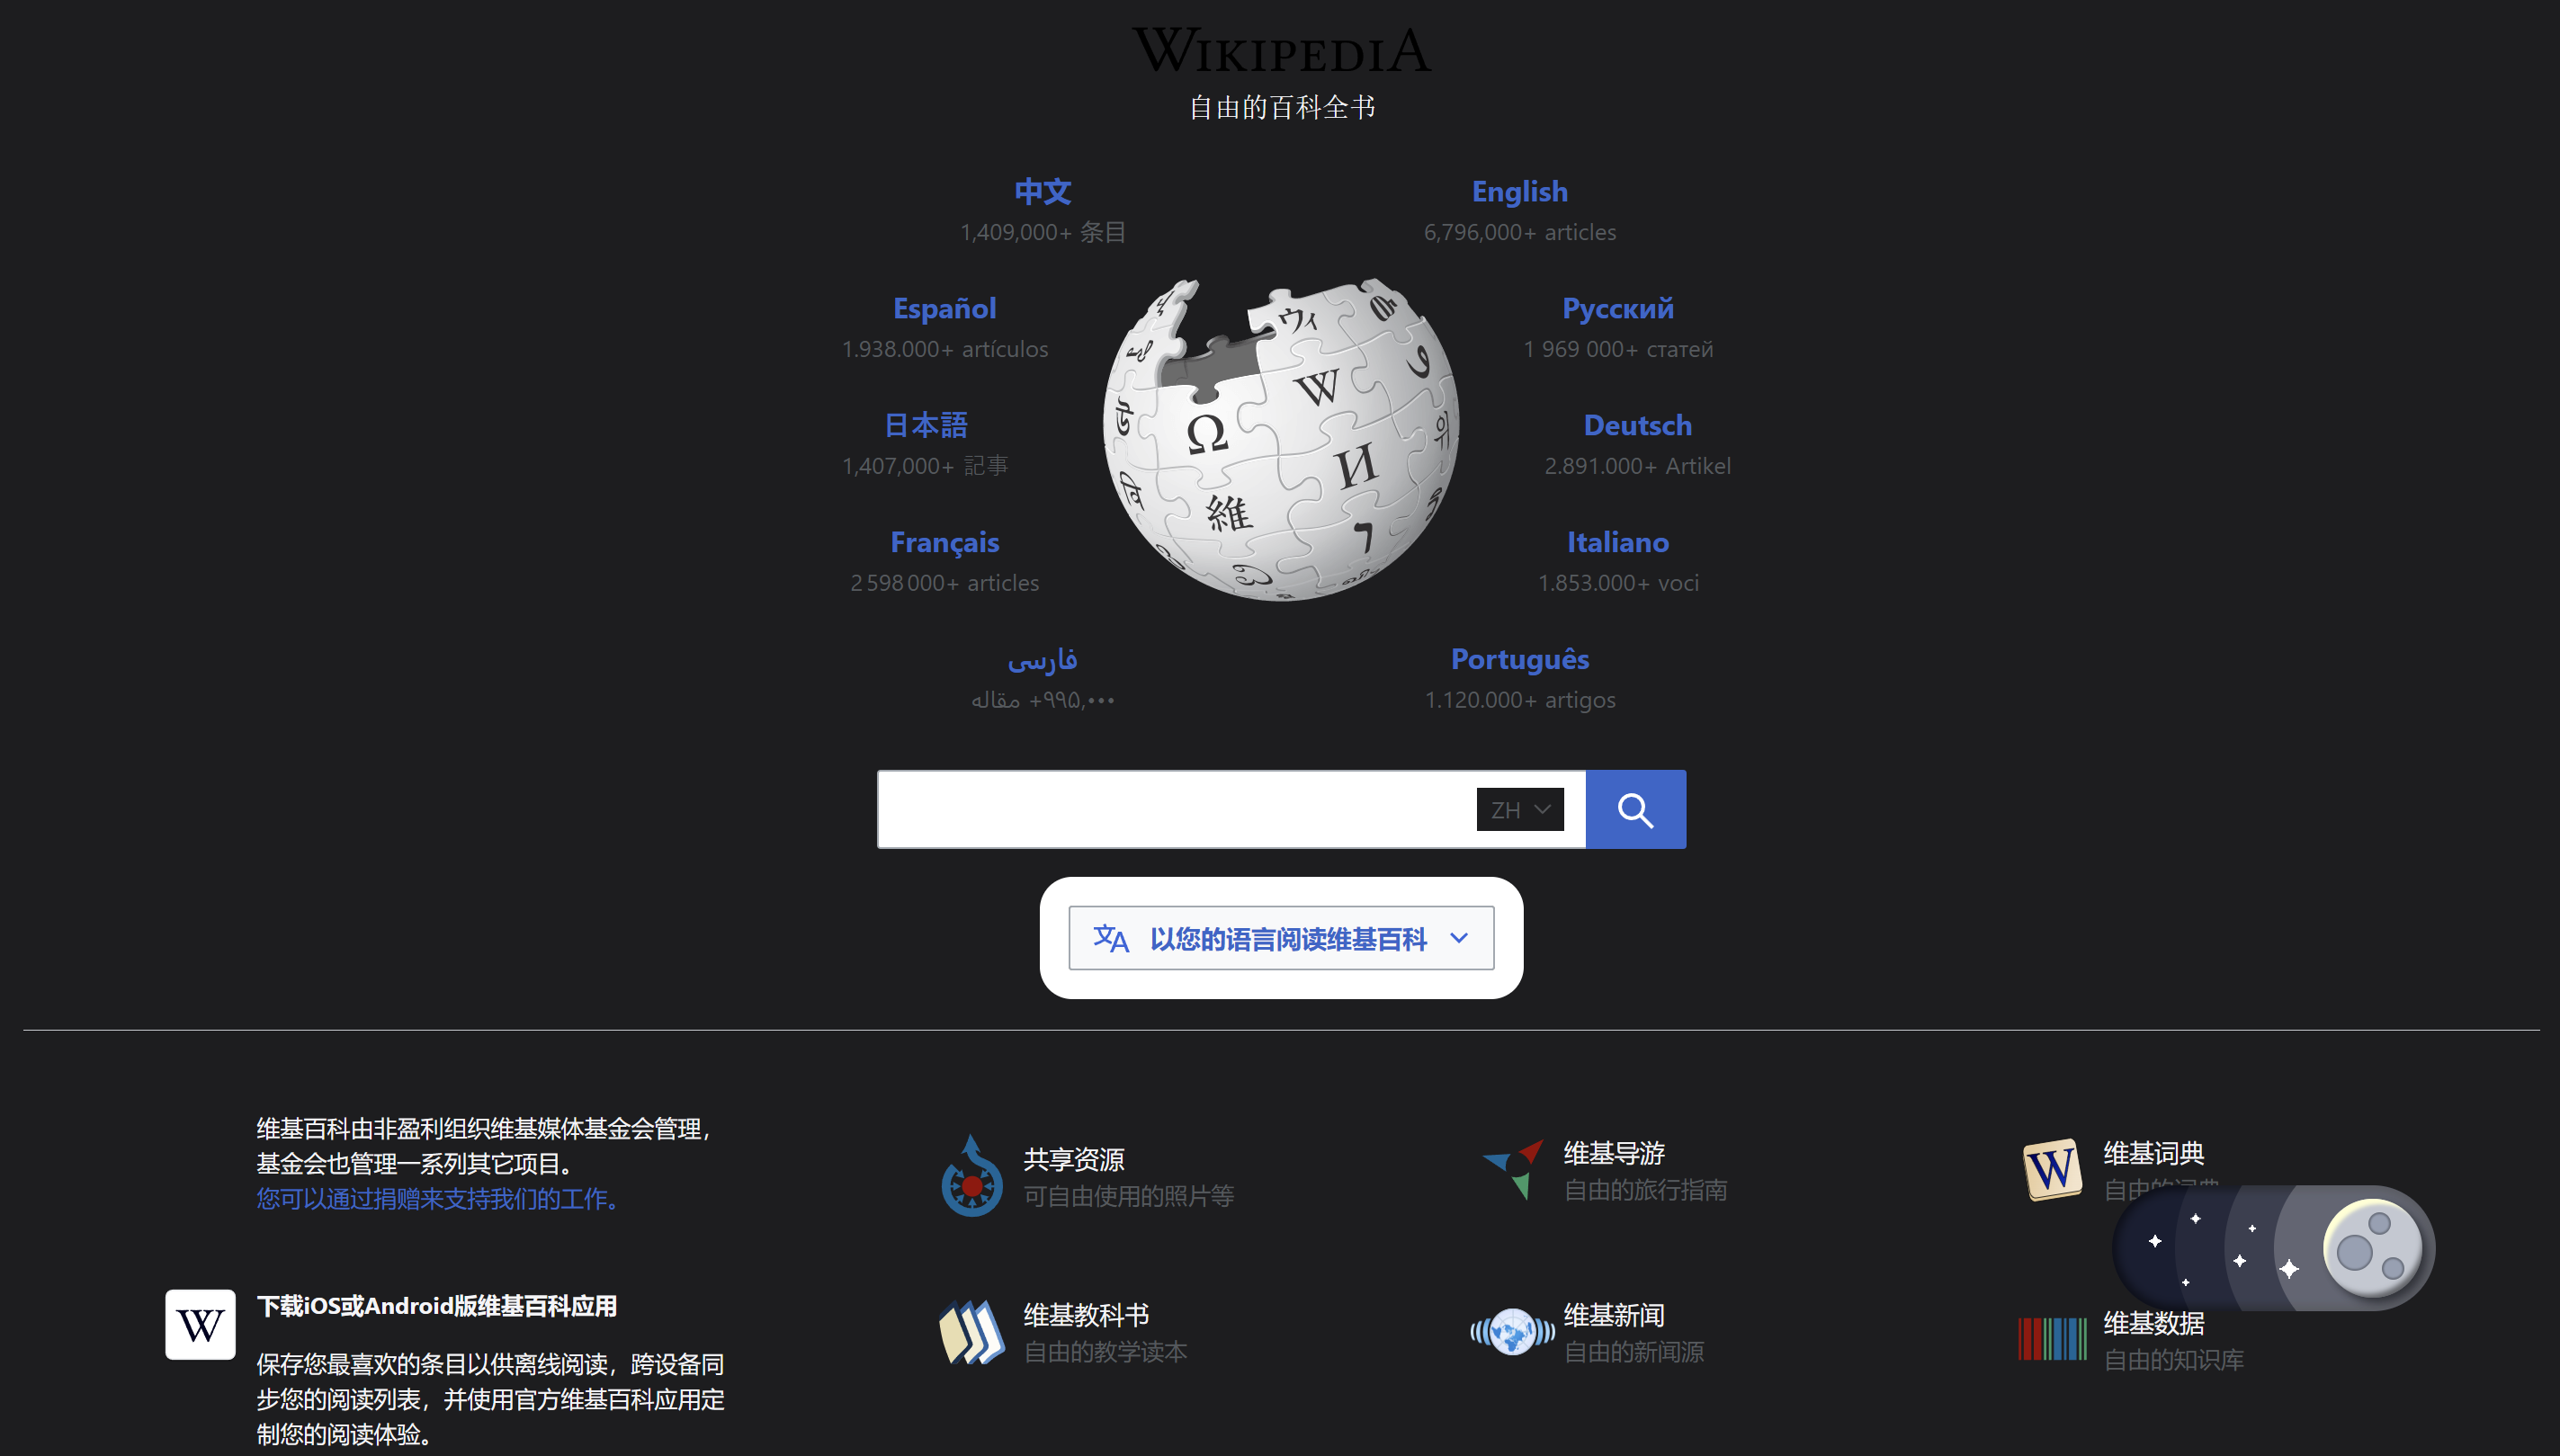 WIKIPEDIA
自由的百科全书
中文
1,409,000+ 条目
English
6,796,000+ articles
Español
1.938.000+ artículos
Русский
1 969 000+ статей
日本語
1,407,000+ 記事
Deutsch
2.891.000+ Artikel
Français
2 598 000+ articles
Italiano
1.853.000+ voci
فارسی
۹۹۵٬۰۰۰+ مقاله
Português
1.120.000+ artigos
Ω
W
ウィ
И
維
ZH
以您的语言阅读维基百科
维基百科由非盈利组织维基媒体基金会管理，
基金会也管理一系列其它项目。
您可以通过捐赠来支持我们的工作。
W
下载iOS或Android版维基百科应用
保存您最喜欢的条目以供离线阅读，跨设备同
步您的阅读列表，并使用官方维基百科应用定
制您的阅读体验。
共享资源
可自由使用的照片等
维基导游
自由的旅行指南
W
维基词典
自由的词典
维基教科书
自由的教学读本
维基新闻
自由的新闻源
维基数据
自由的知识库